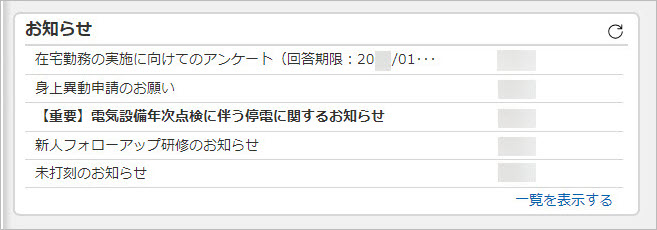 お知らせ
在宅勤務の実施に向けてのアンケート（回答期限：20 /01･･･
身上異動申請のお願い
【重要】電気設備年次点検に伴う停電に関するお知らせ
新人フォローアップ研修のお知らせ
未打刻のお知らせ
一覧を表示する